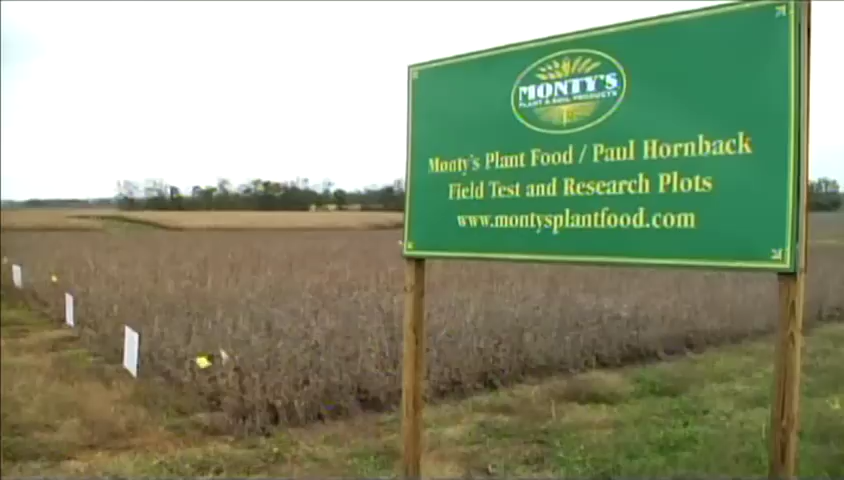 MONTY'S
PLANT & SOIL PRODUCTS
Monty's Plant Food / Paul Hornback
Field Test and Research Plots
www.montysplantfood.com